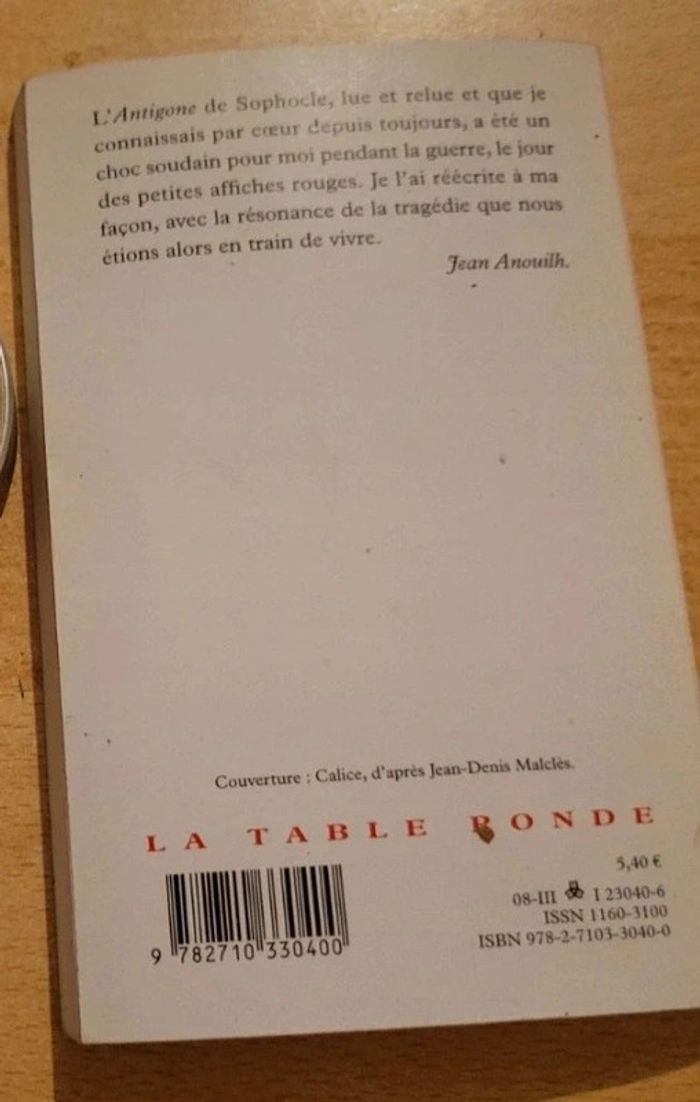 L'Antigone de Sophocle, lue et relue et que je
connaissais par cœur depuis toujours, a été un
choc soudain pour moi pendant la guerre, le jour
des petites affiches rouges. Je l'ai réécrite à ma
façon, avec la résonance de la tragédie que nous
étions alors en train de vivre.
Jean Anouilh.
Couverture : Calice, d'après Jean-Denis Malclès.
LA TABLE RONDE
5,40 €
08-III I 23040-6
ISSN 1160-3100
ISBN 978-2-7103-3040-0
9 782710 330400